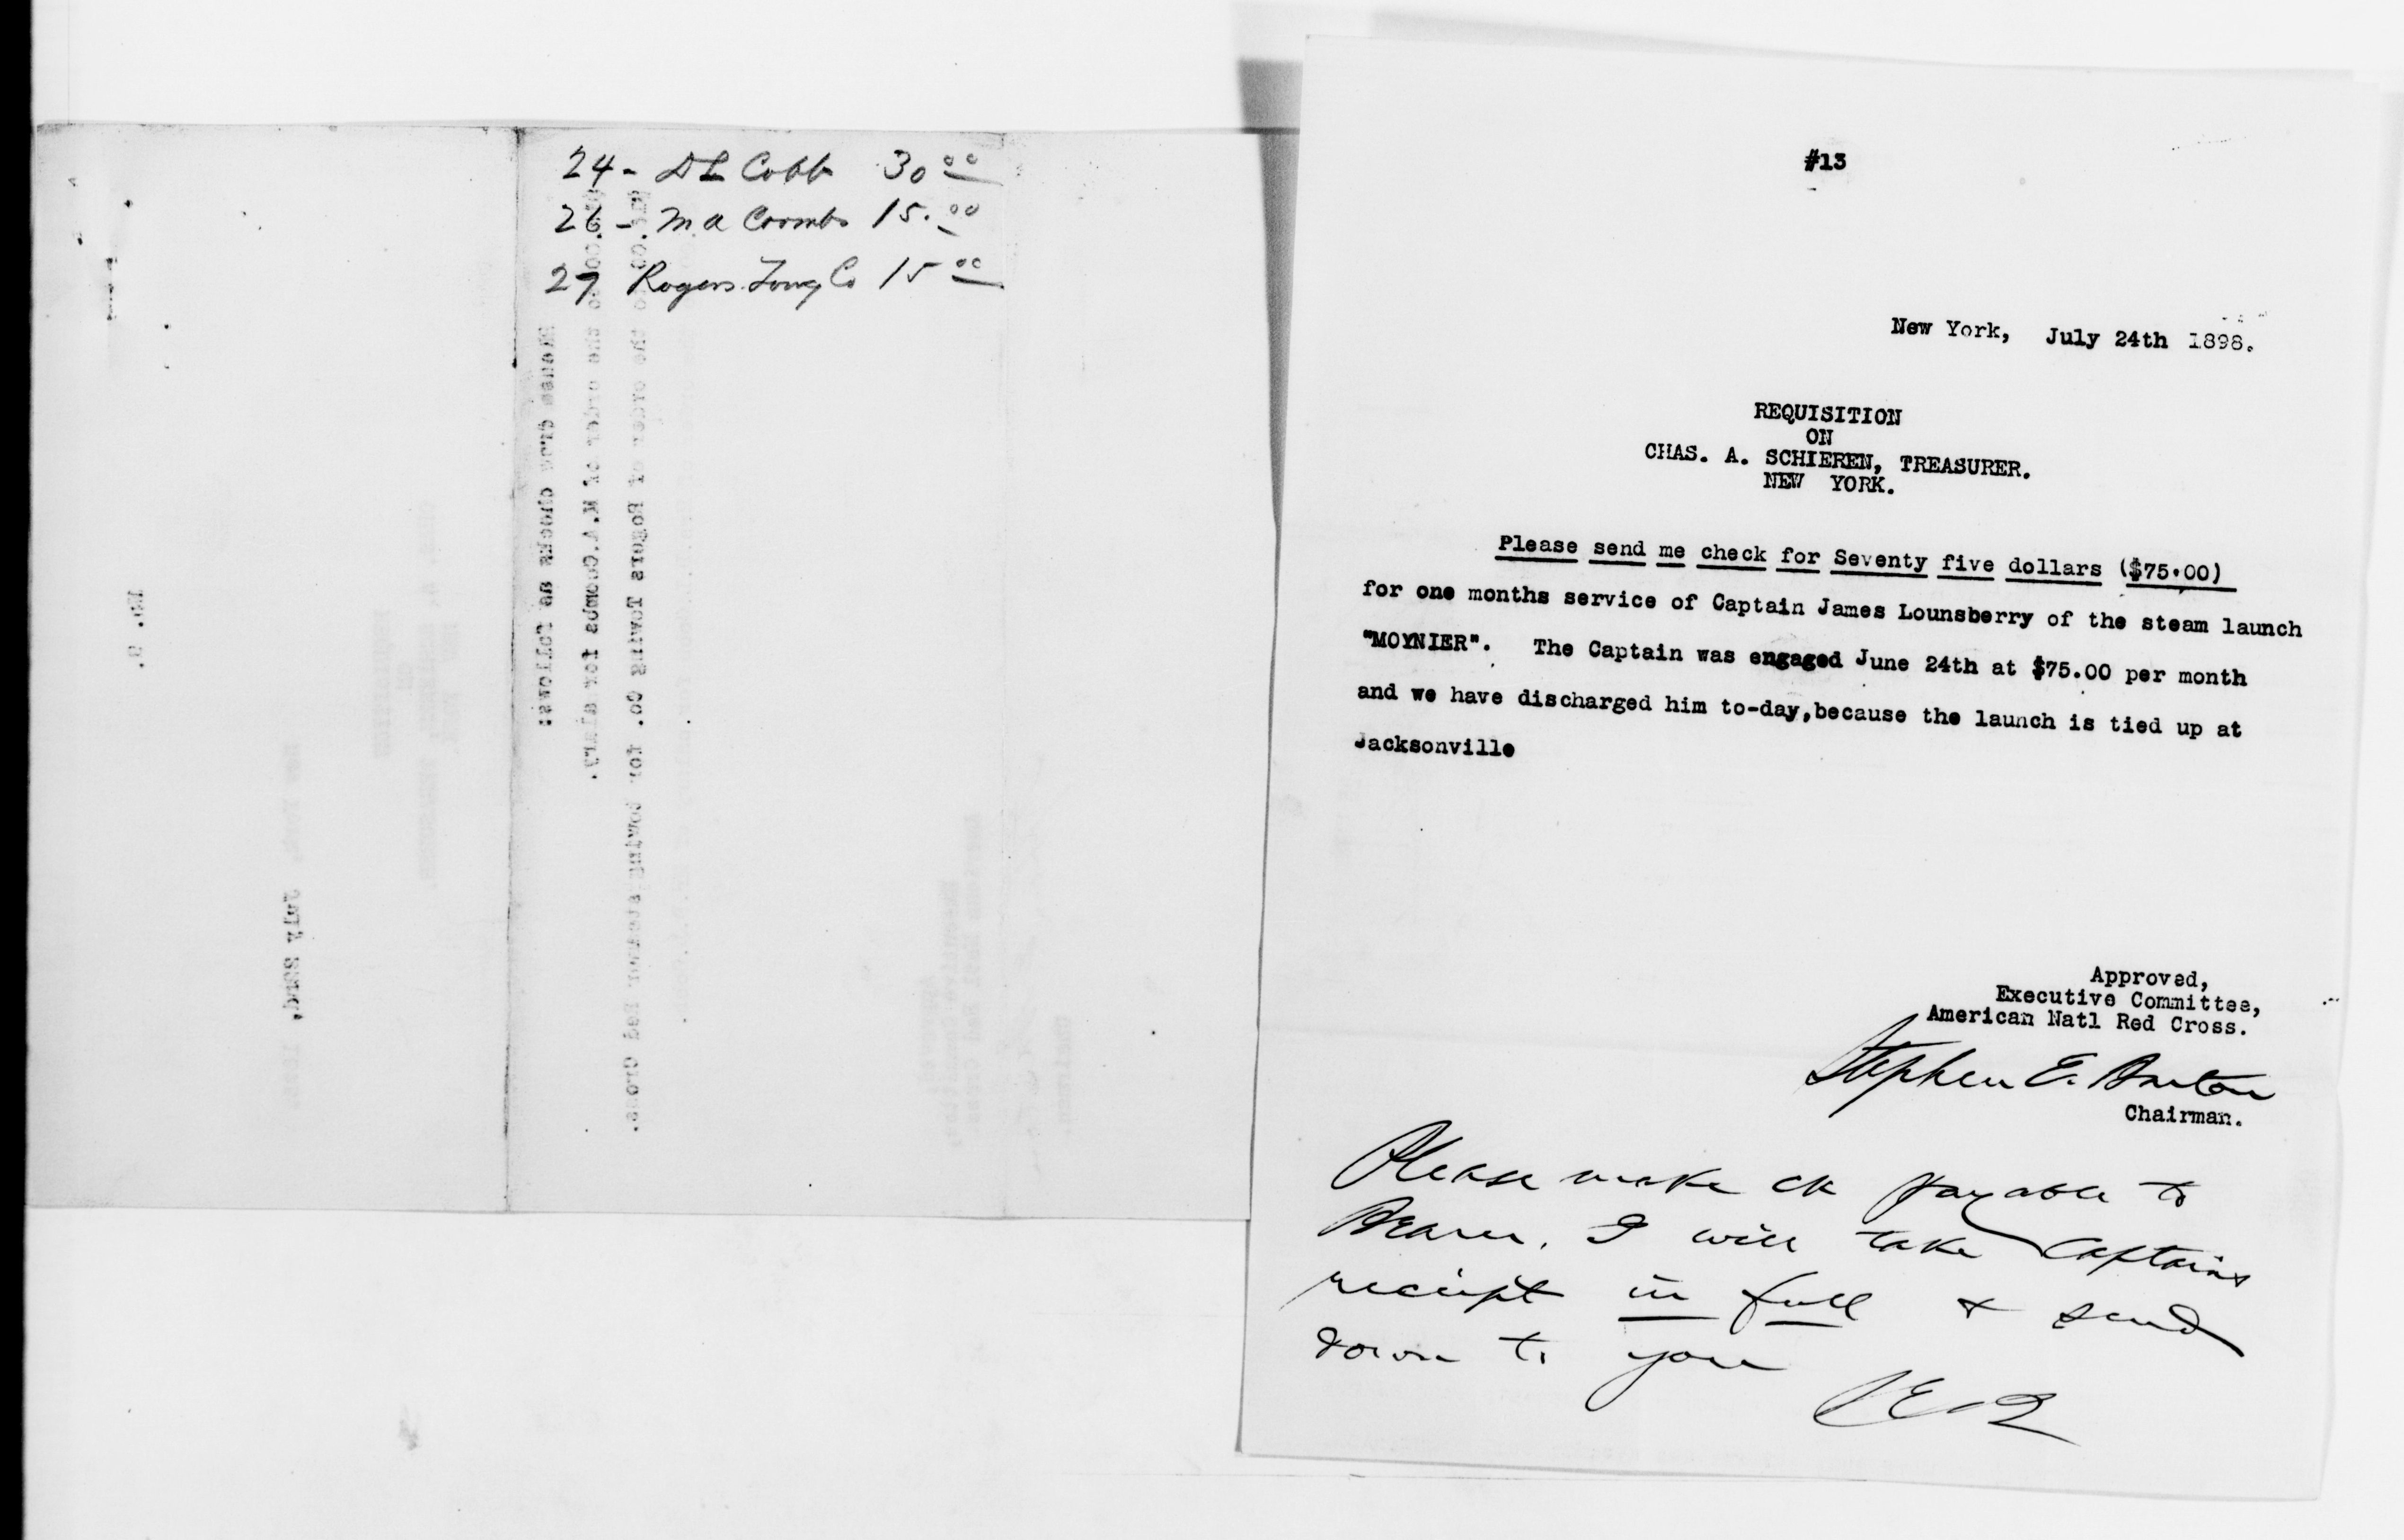 24 - D L Cobb 30.00
26 - M A Coombs 15.00
27 Rogers Towg Co 15.00
#13
New York, July 24th 1898.
REQUISITION
ON
CHAS. A. SCHIEREN, TREASURER.
NEW YORK.
Please send me check for Seventy five dollars ($75.00)
for one months service of Captain James Lounsberry of the steam launch
"MOYNIER". The Captain was engaged June 24th at $75.00 per month
and we have discharged him to-day,because the launch is tied up at
Jacksonville
Approved,
Executive Committee,
American Natl Red Cross.
Stephen E. Barton
Chairman.
Please make ck payable to
Bearer. I will take Captains
receipt in full & send
down to you
SEB